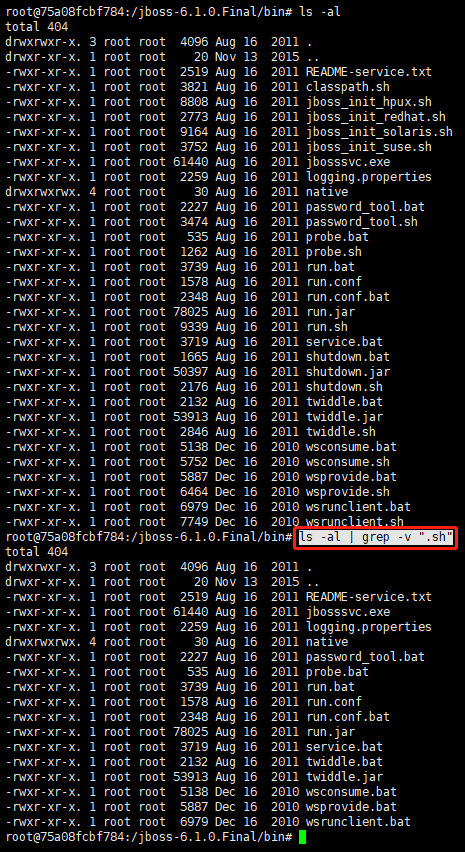 root@75a08fcbf784:/jboss-6.1.0.Final/bin# ls -al
total 404
drwxrwxr-x. 3 root root  4096 Aug 16  2011 .
drwxr-xr-x. 1 root root    20 Nov 13  2015 ..
-rwxr-xr-x. 1 root root  2519 Aug 16  2011 README-service.txt
-rwxr-xr-x. 1 root root  3821 Aug 16  2011 classpath.sh
-rwxr-xr-x. 1 root root  8808 Aug 16  2011 jboss_init_hpux.sh
-rwxr-xr-x. 1 root root  2773 Aug 16  2011 jboss_init_redhat.sh
-rwxr-xr-x. 1 root root  9164 Aug 16  2011 jboss_init_solaris.sh
-rwxr-xr-x. 1 root root  3752 Aug 16  2011 jboss_init_suse.sh
-rwxr-xr-x. 1 root root 61440 Aug 16  2011 jbosssvc.exe
-rwxr-xr-x. 1 root root  2259 Aug 16  2011 logging.properties
drwxrwxrwx. 4 root root    30 Aug 16  2011 native
-rwxr-xr-x. 1 root root  2227 Aug 16  2011 password_tool.bat
-rwxr-xr-x. 1 root root  3474 Aug 16  2011 password_tool.sh
-rwxr-xr-x. 1 root root   535 Aug 16  2011 probe.bat
-rwxr-xr-x. 1 root root  1262 Aug 16  2011 probe.sh
-rwxr-xr-x. 1 root root  3739 Aug 16  2011 run.bat
-rwxr-xr-x. 1 root root  1578 Aug 16  2011 run.conf
-rwxr-xr-x. 1 root root  2348 Aug 16  2011 run.conf.bat
-rwxr-xr-x. 1 root root 78025 Aug 16  2011 run.jar
-rwxr-xr-x. 1 root root  9339 Aug 16  2011 run.sh
-rwxr-xr-x. 1 root root  3719 Aug 16  2011 service.bat
-rwxr-xr-x. 1 root root  1665 Aug 16  2011 shutdown.bat
-rwxr-xr-x. 1 root root 50397 Aug 16  2011 shutdown.jar
-rwxr-xr-x. 1 root root  2176 Aug 16  2011 shutdown.sh
-rwxr-xr-x. 1 root root  2132 Aug 16  2011 twiddle.bat
-rwxr-xr-x. 1 root root 53913 Aug 16  2011 twiddle.jar
-rwxr-xr-x. 1 root root  2846 Aug 16  2011 twiddle.sh
-rwxr-xr-x. 1 root root  5138 Dec 16  2010 wsconsume.bat
-rwxr-xr-x. 1 root root  5752 Dec 16  2010 wsconsume.sh
-rwxr-xr-x. 1 root root  5887 Dec 16  2010 wsprovide.bat
-rwxr-xr-x. 1 root root  6464 Dec 16  2010 wsprovide.sh
-rwxr-xr-x. 1 root root  6979 Dec 16  2010 wsrunclient.bat
-rwxr-xr-x. 1 root root  7749 Dec 16  2010 wsrunclient.sh
root@75a08fcbf784:/jboss-6.1.0.Final/bin# ls -al | grep -v ".sh"
total 404
drwxrwxr-x. 3 root root  4096 Aug 16  2011 .
drwxr-xr-x. 1 root root    20 Nov 13  2015 ..
-rwxr-xr-x. 1 root root  2519 Aug 16  2011 README-service.txt
-rwxr-xr-x. 1 root root 61440 Aug 16  2011 jbosssvc.exe
-rwxr-xr-x. 1 root root  2259 Aug 16  2011 logging.properties
drwxrwxrwx. 4 root root    30 Aug 16  2011 native
-rwxr-xr-x. 1 root root  2227 Aug 16  2011 password_tool.bat
-rwxr-xr-x. 1 root root   535 Aug 16  2011 probe.bat
-rwxr-xr-x. 1 root root  3739 Aug 16  2011 run.bat
-rwxr-xr-x. 1 root root  1578 Aug 16  2011 run.conf
-rwxr-xr-x. 1 root root  2348 Aug 16  2011 run.conf.bat
-rwxr-xr-x. 1 root root 78025 Aug 16  2011 run.jar
-rwxr-xr-x. 1 root root  3719 Aug 16  2011 service.bat
-rwxr-xr-x. 1 root root  2132 Aug 16  2011 twiddle.bat
-rwxr-xr-x. 1 root root 53913 Aug 16  2011 twiddle.jar
-rwxr-xr-x. 1 root root  5138 Dec 16  2010 wsconsume.bat
-rwxr-xr-x. 1 root root  5887 Dec 16  2010 wsprovide.bat
-rwxr-xr-x. 1 root root  6979 Dec 16  2010 wsrunclient.bat
root@75a08fcbf784:/jboss-6.1.0.Final/bin#